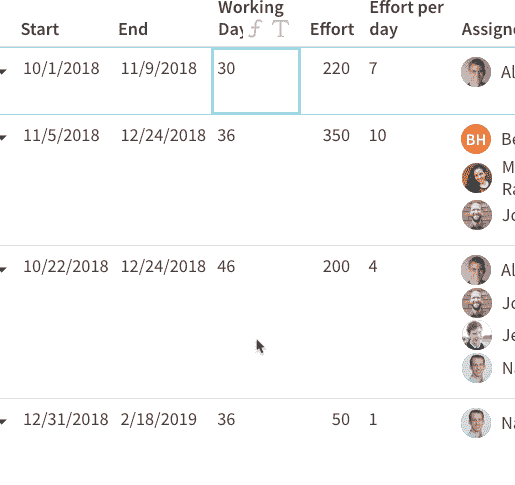 Start
End
Working
Day
Effort
Effort per
day
Assigne
10/1/2018 11/9/2018 30 220 7 Al
11/5/2018 12/24/2018 36 350 10 BH Be
M
Ra
Jo
10/22/2018 12/24/2018 46 200 4 Al
Jo
Je
Na
12/31/2018 2/18/2019 36 50 1 Na